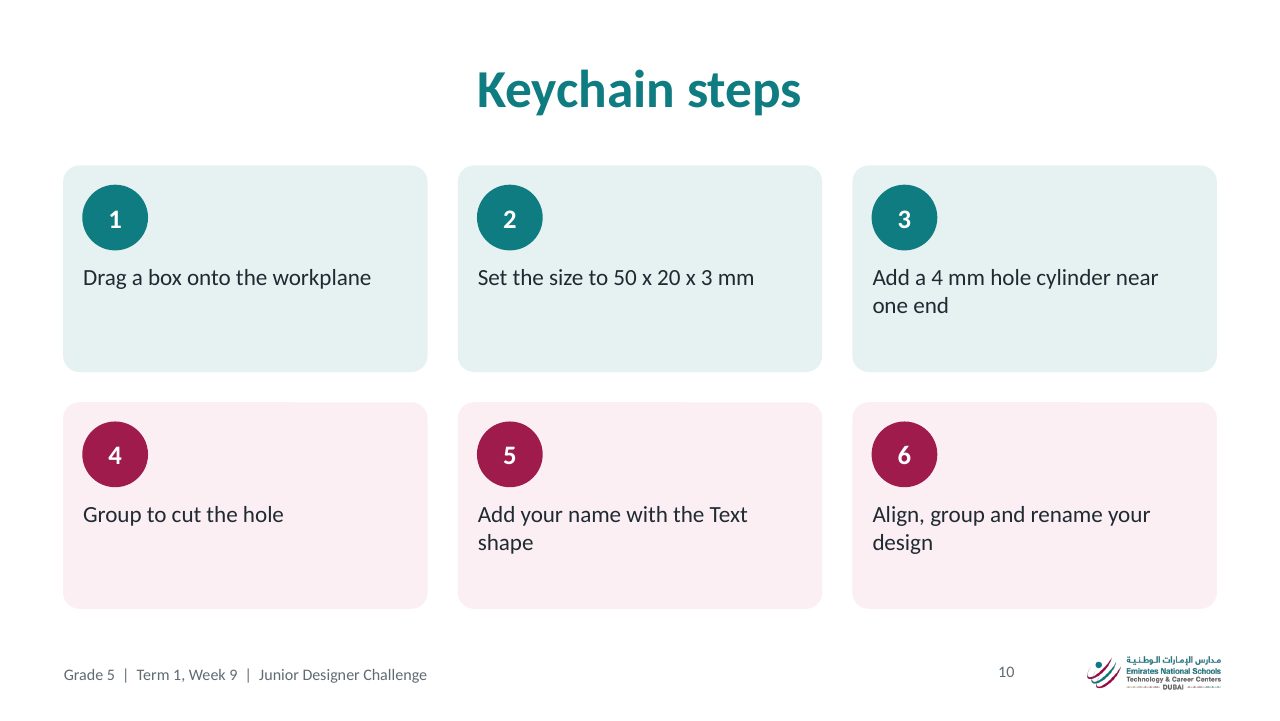 Keychain steps
1
Drag a box onto the workplane
2
Set the size to 50 x 20 x 3 mm
3
Add a 4 mm hole cylinder near
one end
4
Group to cut the hole
5
Add your name with the Text
shape
6
Align, group and rename your
design
Grade 5 | Term 1, Week 9 | Junior Designer Challenge
10
مدارس الإمارات الوطنية
Emirates National Schools
Technology & Career Centers
DUBAI